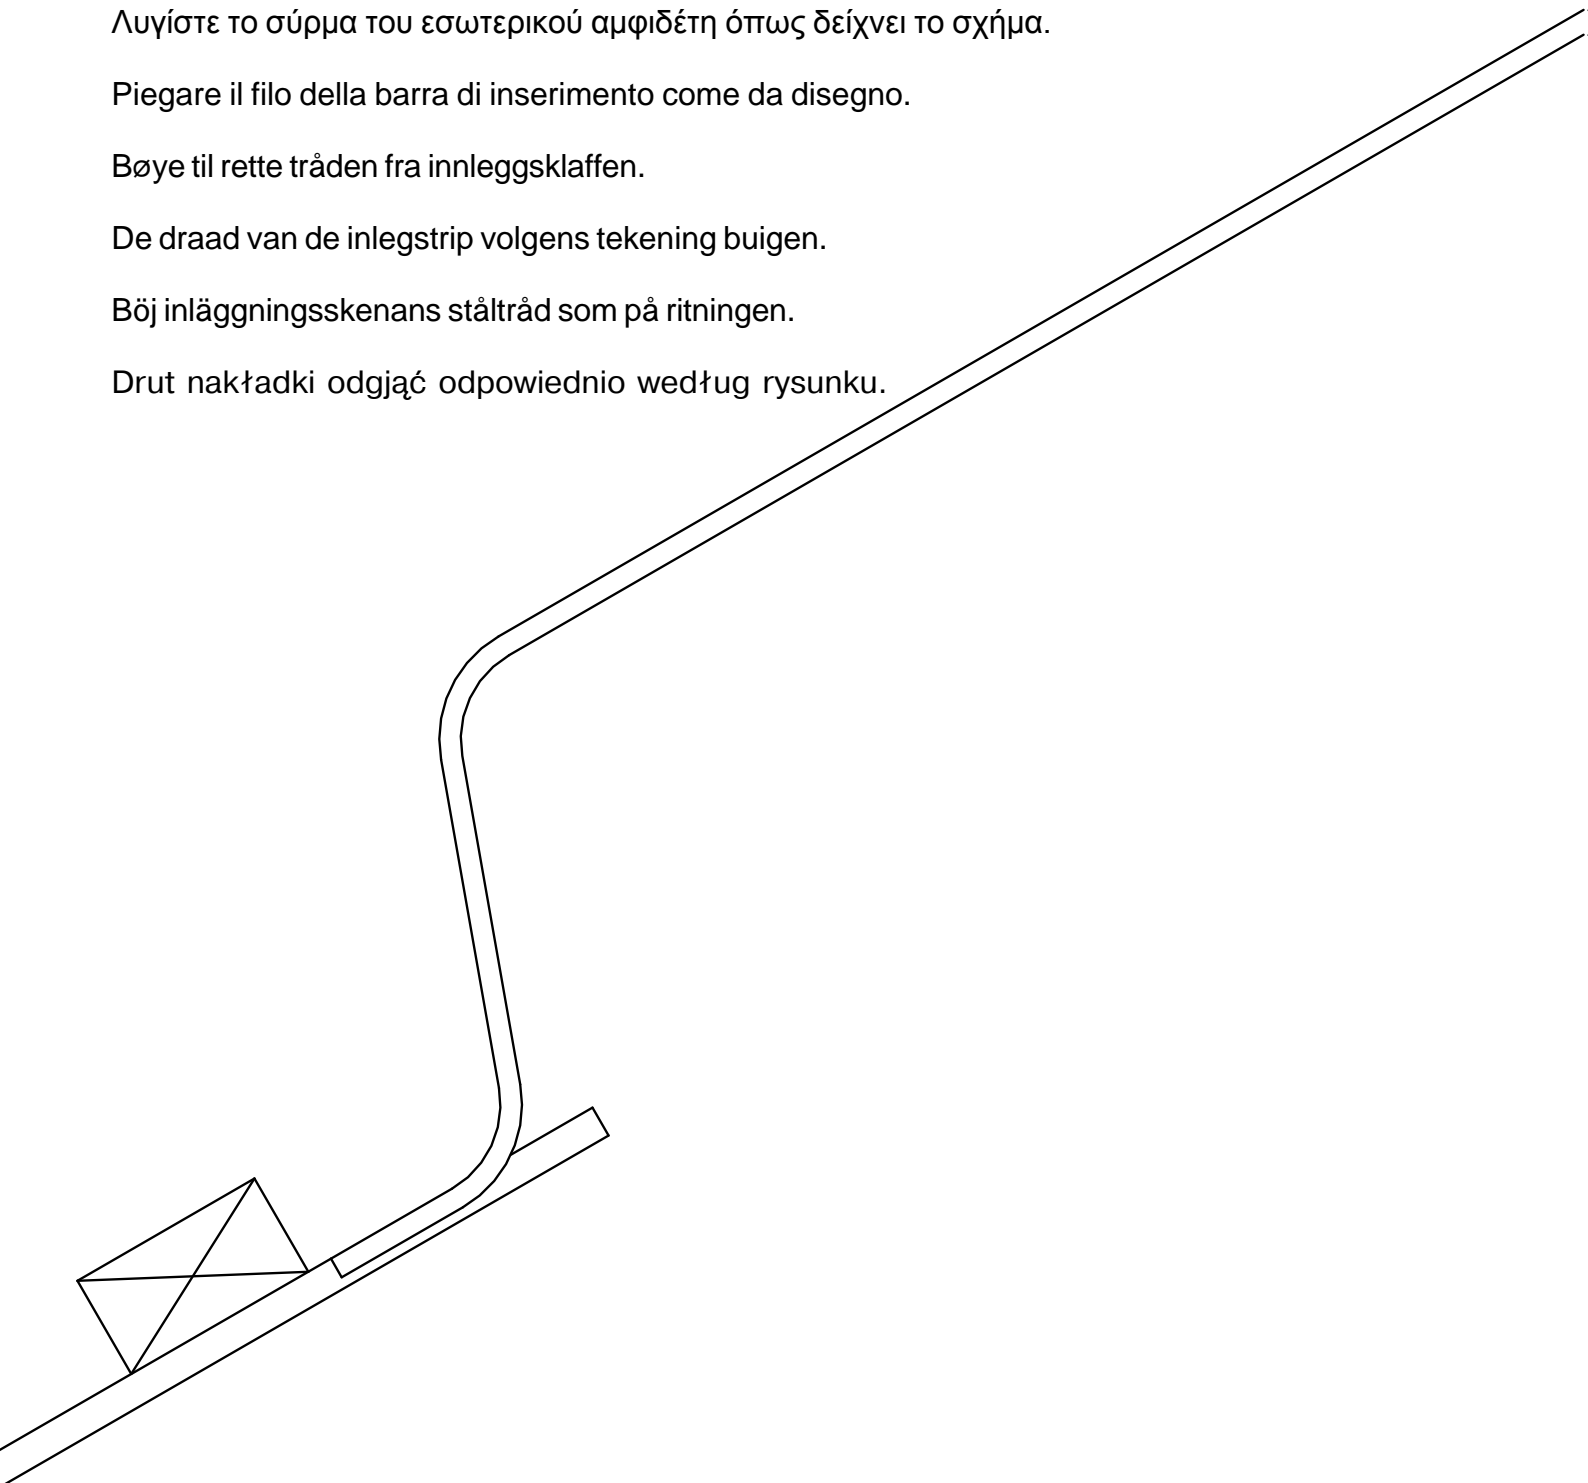 Λυγίστε το σύρμα του εσωτερικού αμφιδέτη όπως δείχνει το σχήμα.
Piegare il filo della barra di inserimento come da disegno.
Bøye til rette tråden fra innleggsklaffen.
De draad van de inlegstrip volgens tekening buigen.
Böj inläggningsskenans ståltråd som på ritningen.
Drut nakładki odgjąć odpowiednio według rysunku.